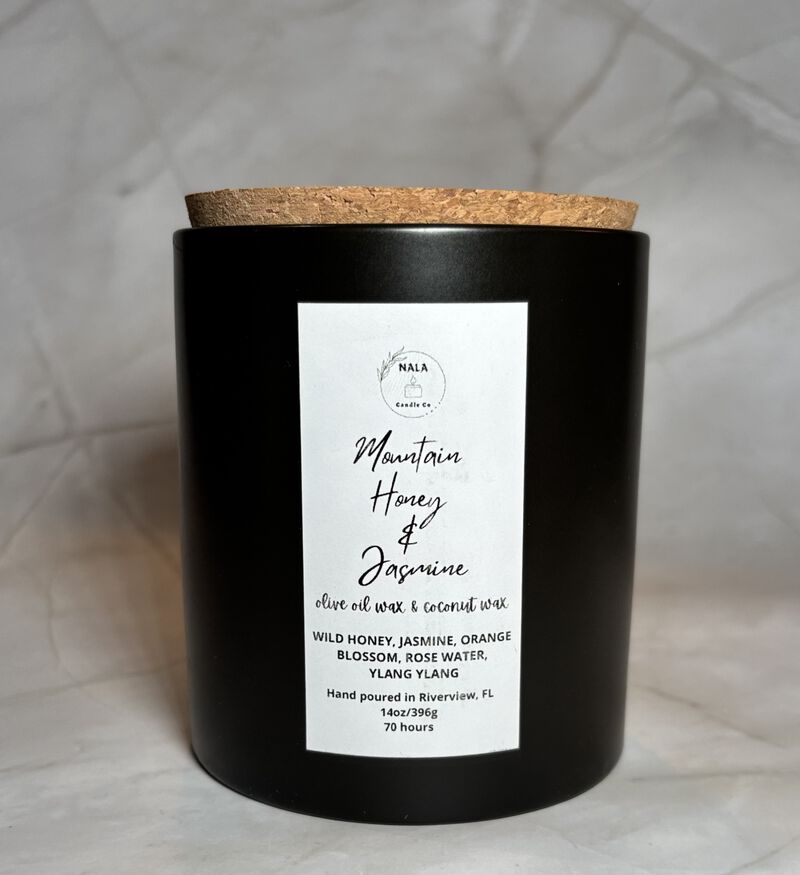 NALA
Candle Co
Mountain
Honey
&
Jasmine
olive oil wax & coconut wax
WILD HONEY, JASMINE, ORANGE
BLOSSOM, ROSE WATER,
YLANG YLANG
Hand poured in Riverview, FL
14oz/396g
70 hours